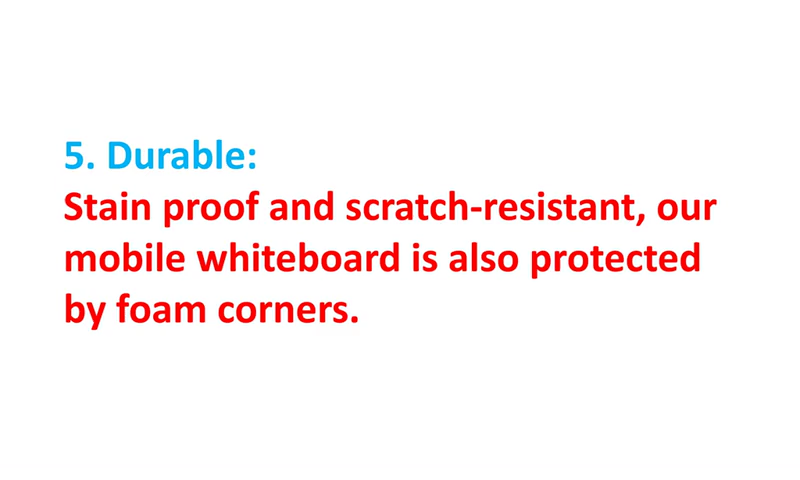 5. Durable:
Stain proof and scratch-resistant, our
mobile whiteboard is also protected
by foam corners.